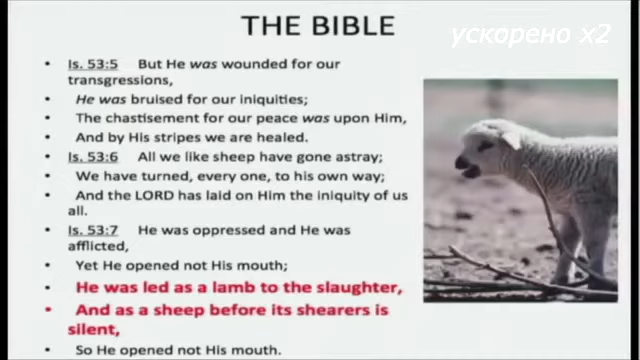 THE BIBLE
ускорено x2
• Is. 53:5 But He was wounded for our
transgressions,
• He was bruised for our iniquities;
• The chastisement for our peace was upon Him,
• And by His stripes we are healed.
• Is. 53:6 All we like sheep have gone astray;
• We have turned, every one, to his own way;
• And the LORD has laid on Him the iniquity of us
all.
• Is. 53:7 He was oppressed and He was
afflicted,
• Yet He opened not His mouth;
• He was led as a lamb to the slaughter,
• And as a sheep before its shearers is
silent,
• So He opened not His mouth.